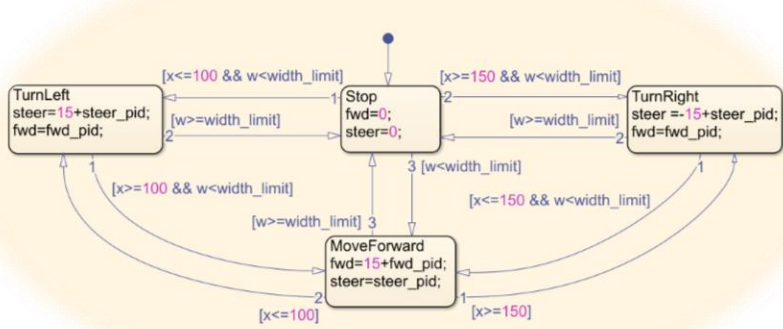 [x<=100 && w<width_limit]
[x>=150 && w<width_limit]
TurnLeft
steer=15+steer_pid;
fwd=fwd_pid;
1
2
[w>=width_limit]
Stop
fwd=0;
steer=0;
2
1
[w>=width_limit]
3
[w<width_limit]
TurnRight
steer =-15+steer_pid;
fwd=fwd_pid;
2
1
[x>=100 && w<width_limit]
[x<=150 && w<width_limit]
[w>=width_limit]
3
MoveForward
fwd=15+fwd_pid;
steer=steer_pid;
2
1
[x<=100]
[x>=150]